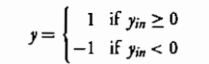 y = { 1 if y_in ≥ 0
-1 if y_in < 0